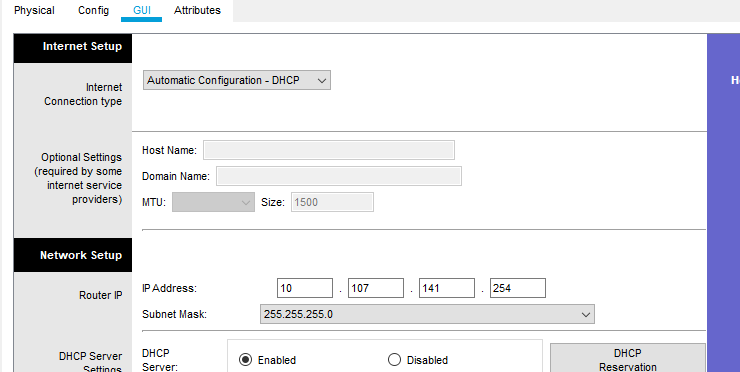 Physical Config GUI Attributes
Internet Setup
Internet
Connection type
Automatic Configuration - DHCP
Optional Settings
(required by some
internet service
providers)
Host Name:
Domain Name:
MTU: Size: 1500
Network Setup
Router IP
IP Address: 10 . 107 . 141 . 254
Subnet Mask: 255.255.255.0
DHCP Server
Settings
DHCP
Server:
Enabled Disabled
DHCP
Reservation